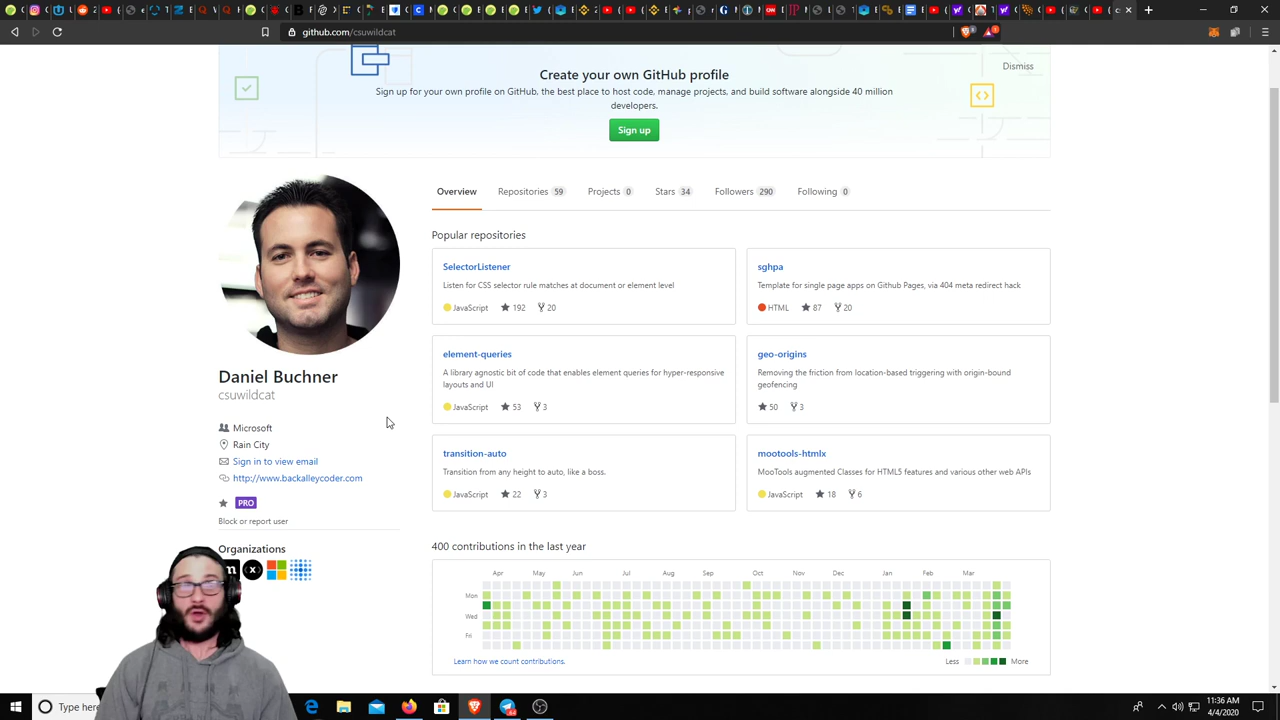 github.com/csuwildcat
Create your own GitHub profile
Dismiss
Sign up for your own profile on GitHub, the best place to host code, manage projects, and build software alongside 40 million
developers.
Sign up
Overview Repositories 59 Projects 0 Stars 34 Followers 290 Following 0
Popular repositories
SelectorListener
Listen for CSS selector rule matches at document or element level
JavaScript 192 20
sghpa
Template for single page apps on Github Pages, via 404 meta redirect hack
HTML 87 20
element-queries
A library agnostic bit of code that enables element queries for hyper-responsive
layouts and UI
JavaScript 53 3
geo-origins
Removing the friction from location-based triggering with origin-bound
geofencing
50 3
transition-auto
Transition from any height to auto, like a boss.
JavaScript 22 3
mootools-htmlx
MooTools augmented Classes for HTML5 features and various other web APIs
JavaScript 18 6
Daniel Buchner
csuwildcat
Microsoft
Rain City
Sign in to view email
http://www.backalleycoder.com
PRO
Block or report user
Organizations
400 contributions in the last year
Apr May Jun Jul Aug Sep Oct Nov Dec Jan Feb Mar
Mon
Wed
Fri
Learn how we count contributions.
Less More
Type here
11:36 AM
4/4/2020